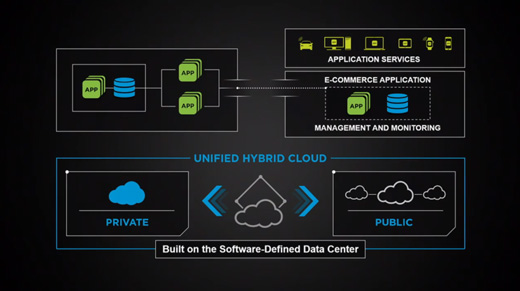 APPLICATION SERVICES
APP
APP
APP
E-COMMERCE APPLICATION
APP
MANAGEMENT AND MONITORING
UNIFIED HYBRID CLOUD
PRIVATE
PUBLIC
Built on the Software-Defined Data Center